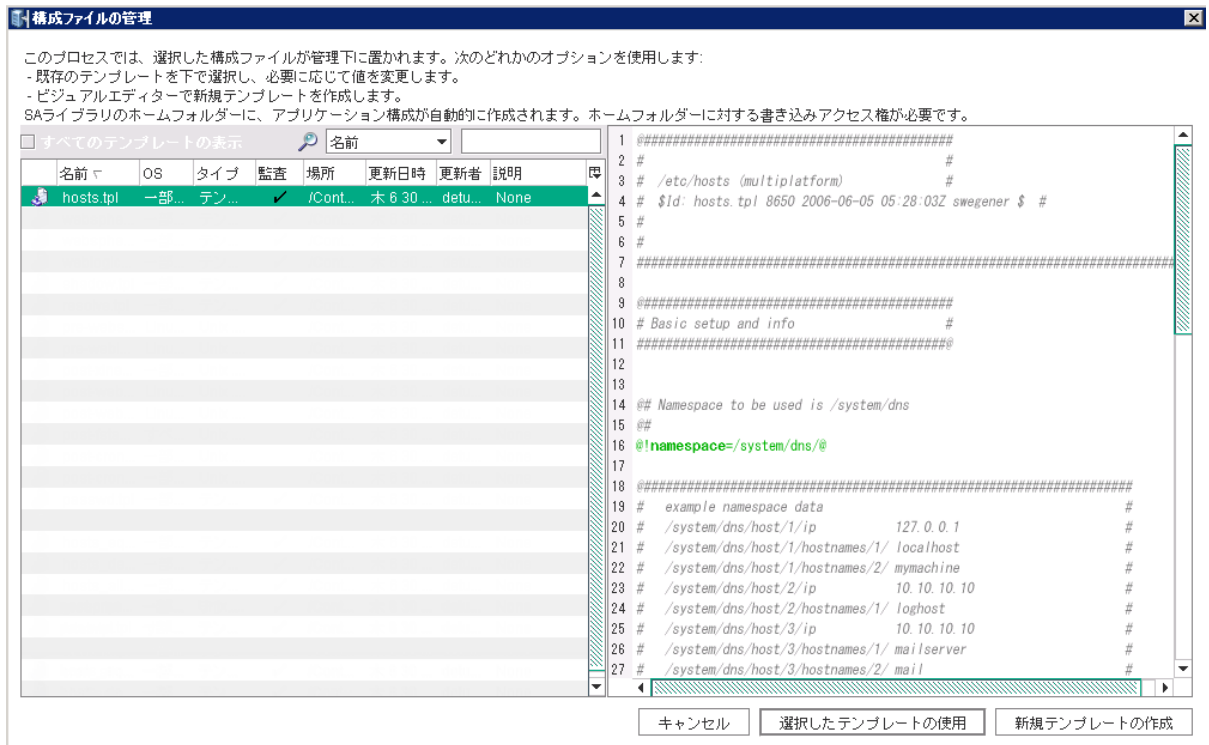 構成ファイルの管理
このプロセスでは、選択した構成ファイルが管理下に置かれます。次のどれかのオプションを使用します:
- 既存のテンプレートを下で選択し、必要に応じて値を変更します。
- ビジュアルエディターで新規テンプレートを作成します。
SAライブラリのホームフォルダーに、アプリケーション構成が自動的に作成されます。ホームフォルダーに対する書き込みアクセス権が必要です。
すべてのテンプレートの表示 名前
名前 OS タイプ 監査 場所 更新日時 更新者 説明
hosts.tpl 一部... テン... ✓ /Cont... 木 6 30 ... detu... None
1 @############################################
2 # #
3 # /etc/hosts (multiplatform) #
4 # $Id: hosts.tpl 8650 2006-06-05 05:28:03Z swegener $ #
5 #
6 #
7 ###########################################################################
8
9 @############################################
10 # Basic setup and info #
11 ############################################@
12
13
14 @## Namespace to be used is /system/dns
15 @##
16 @!namespace=/system/dns/@
17
18 @#####################################################################
19 # example namespace data #
20 # /system/dns/host/1/ip 127.0.0.1 #
21 # /system/dns/host/1/hostnames/1/ localhost #
22 # /system/dns/host/1/hostnames/2/ mymachine #
23 # /system/dns/host/2/ip 10.10.10.10 #
24 # /system/dns/host/2/hostnames/1/ loghost #
25 # /system/dns/host/3/ip 10.10.10.10 #
26 # /system/dns/host/3/hostnames/1/ mailserver #
27 # /system/dns/host/3/hostnames/2/ mail #
キャンセル 選択したテンプレートの使用 新規テンプレートの作成